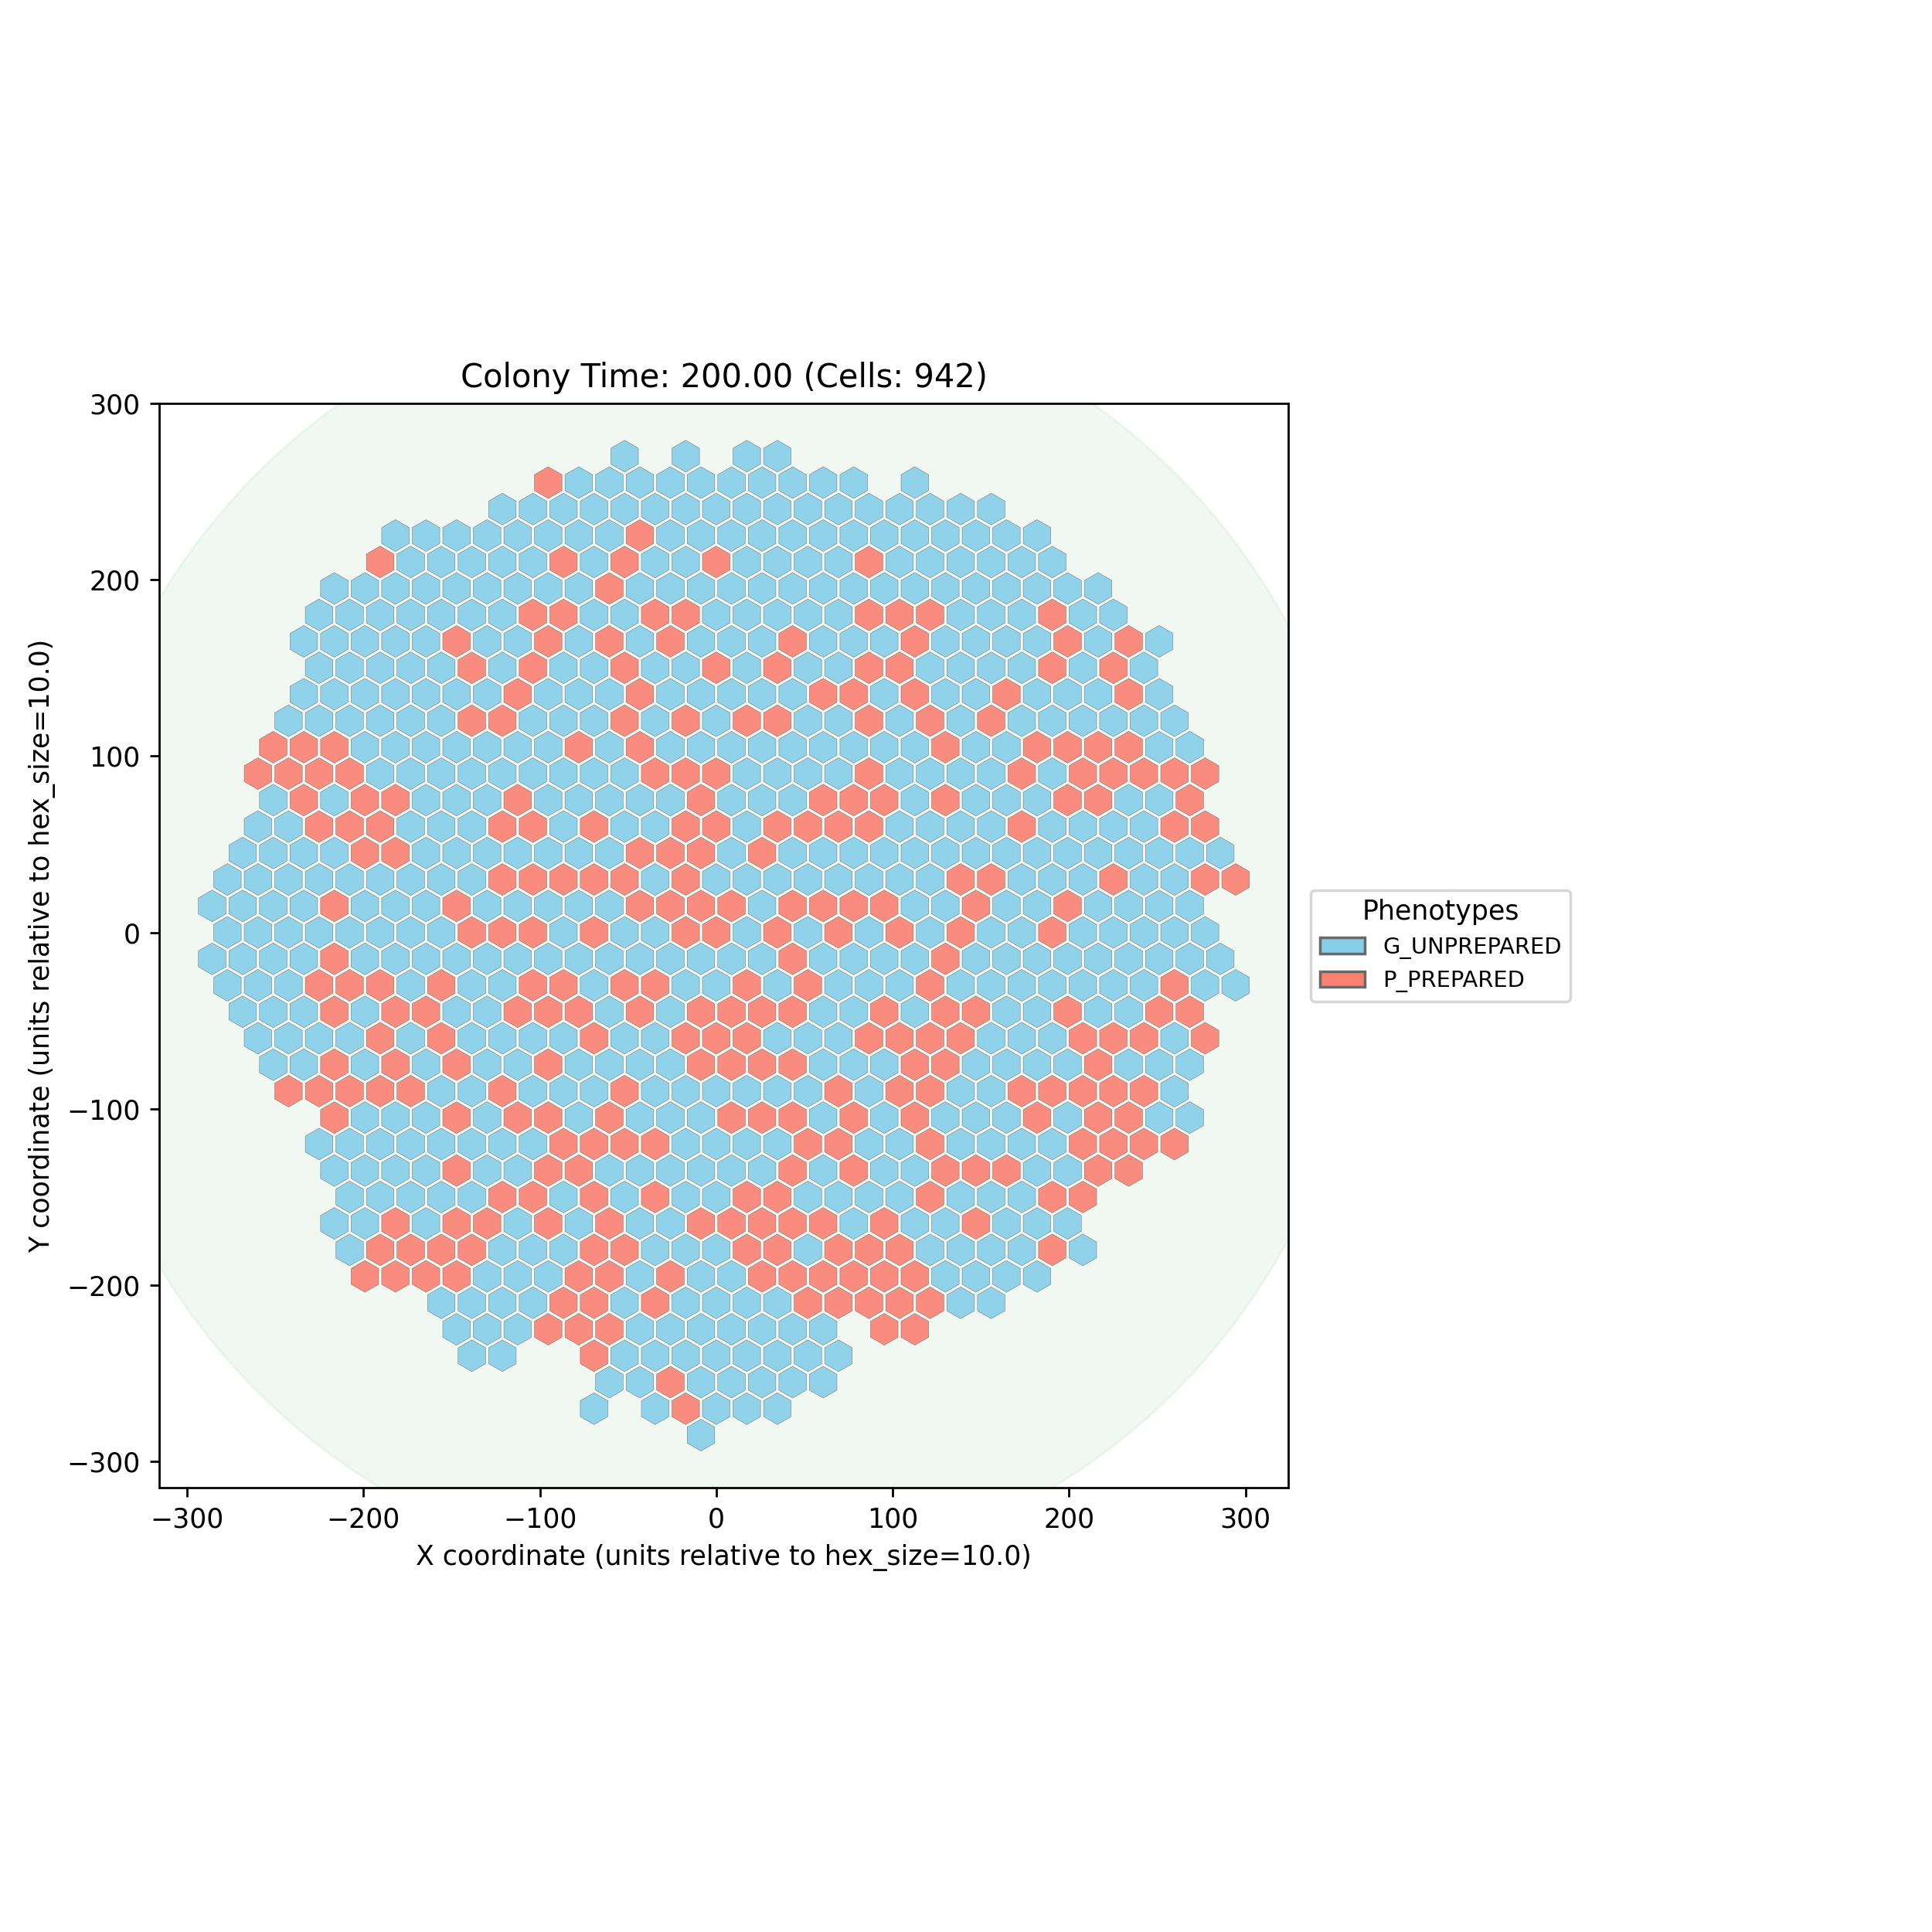 Colony Time: 200.00 (Cells: 942)
300
200
100
0
−100
−200
−300
Y coordinate (units relative to hex_size=10.0)
−300 −200 −100 0 100 200 300
X coordinate (units relative to hex_size=10.0)
Phenotypes
G_UNPREPARED
P_PREPARED